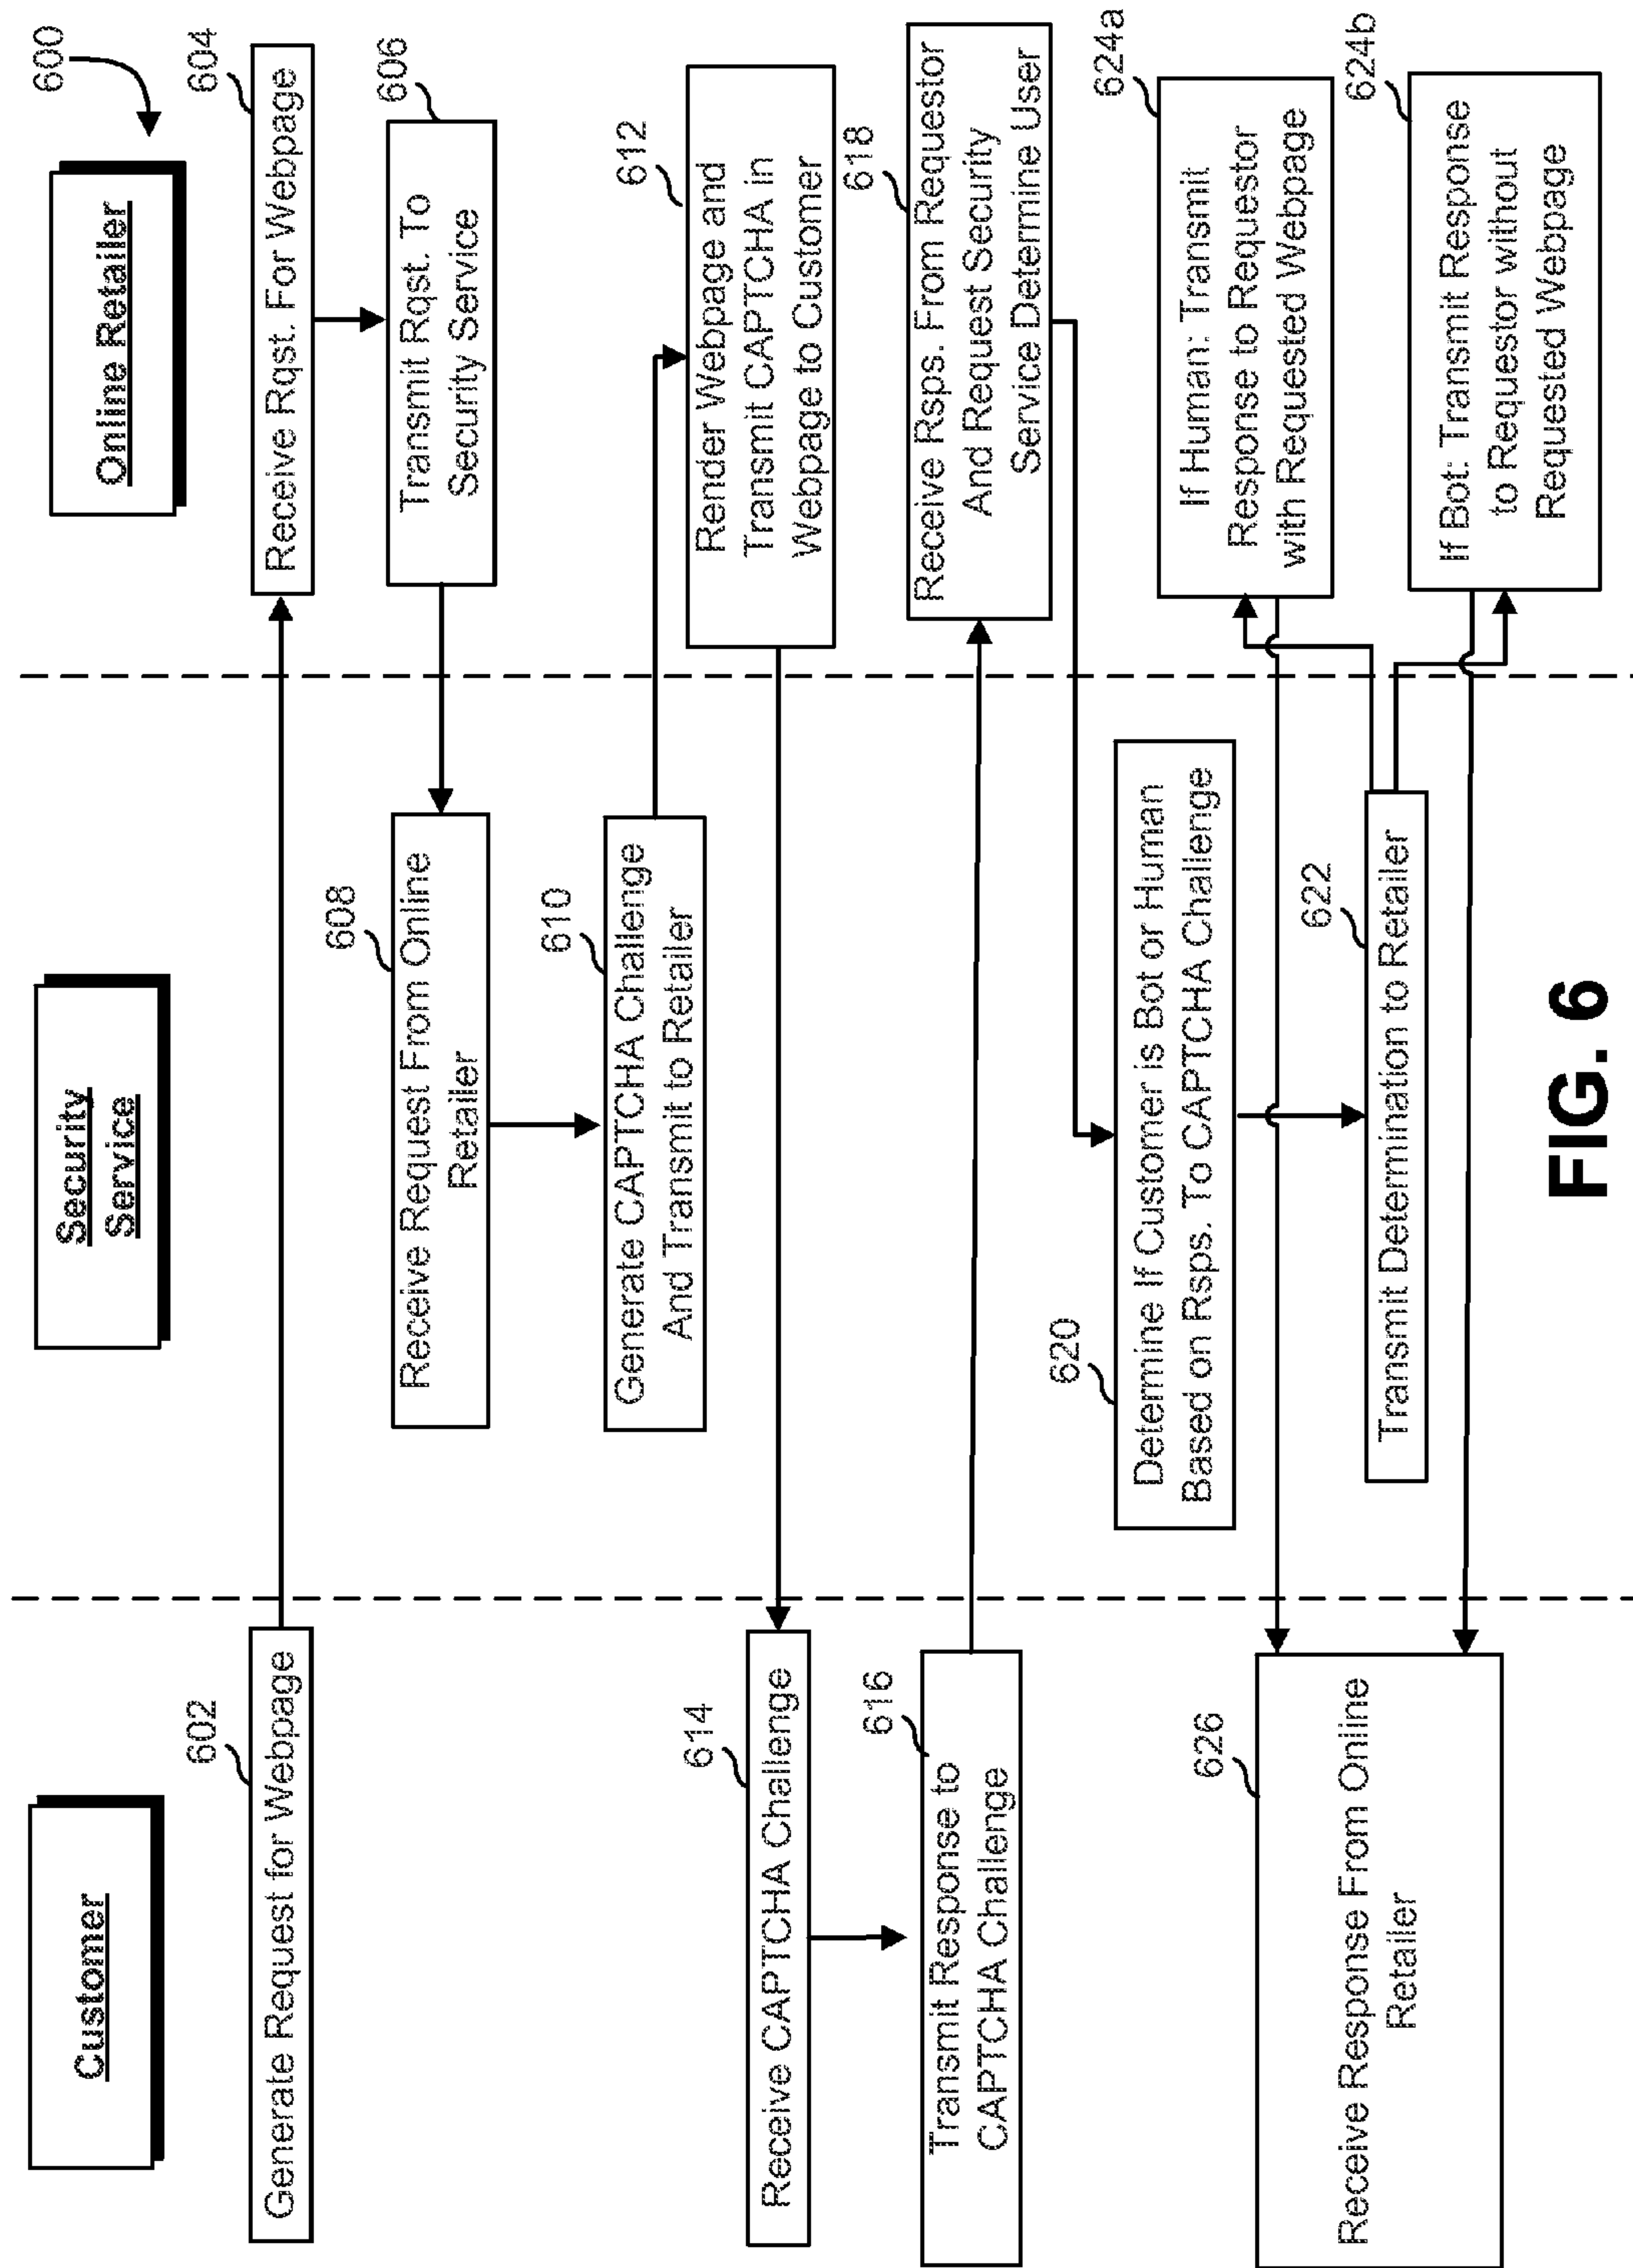 600
Customer
Security
Service
Online Retailer
602
Generate Request for Webpage
604
Receive Rqst. For Webpage
606
Transmit Rqst. To
Security Service
608
Receive Request From Online
Retailer
610
Generate CAPTCHA Challenge
And Transmit to Retailer
612
Render Webpage and
Transmit CAPTCHA in
Webpage to Customer
614
Receive CAPTCHA Challenge
616
Transmit Response to
CAPTCHA Challenge
618
Receive Rsps. From Requestor
And Request Security
Service Determine User
620
Determine If Customer is Bot or Human
Based on Rsps. To CAPTCHA Challenge
622
Transmit Determination to Retailer
624a
If Human: Transmit
Response to Requestor
with Requested Webpage
624b
If Bot: Transmit Response
to Requestor without
Requested Webpage
626
Receive Response From Online
Retailer
FIG. 6